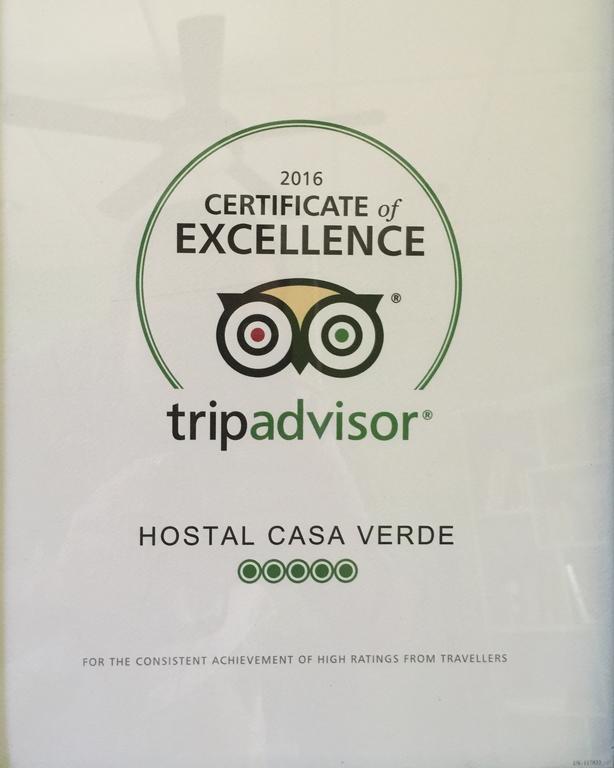 2016
CERTIFICATE of
EXCELLENCE
®
tripadvisor®
HOSTAL CASA VERDE
FOR THE CONSISTENT ACHIEVEMENT OF HIGH RATINGS FROM TRAVELLERS